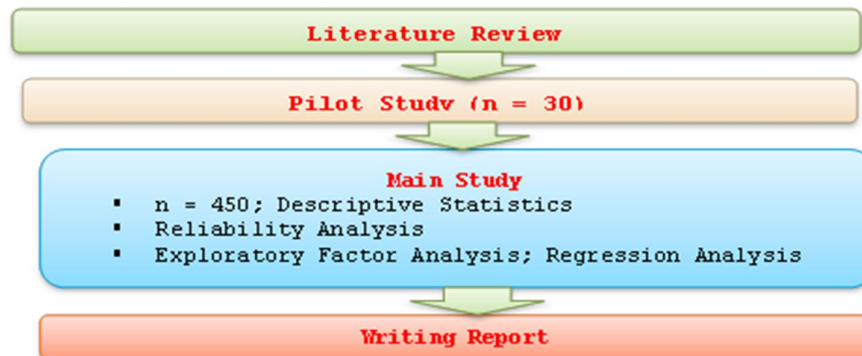 Literature Review
Pilot Study (n = 30)
Main Study
▪ n = 450; Descriptive Statistics
▪ Reliability Analysis
▪ Exploratory Factor Analysis; Regression Analysis
Writing Report